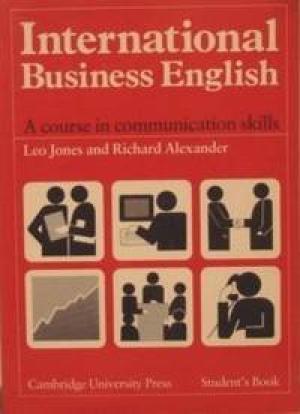 International
Business English
A course in communication skills
Leo Jones and Richard Alexander
Cambridge University Press Student's Book